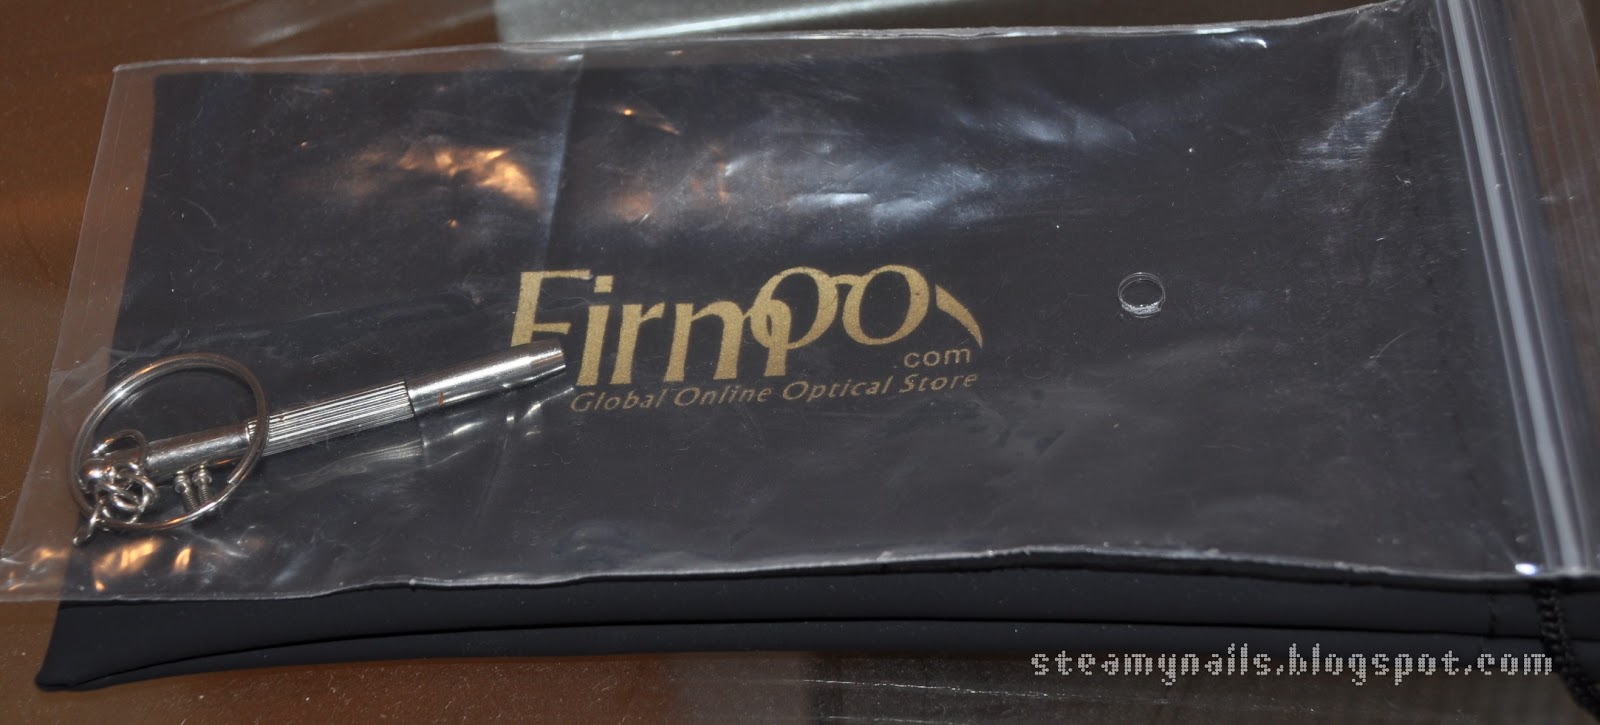 Firmoo
.com
Global Online Optical Store
steamynails.blogspot.com